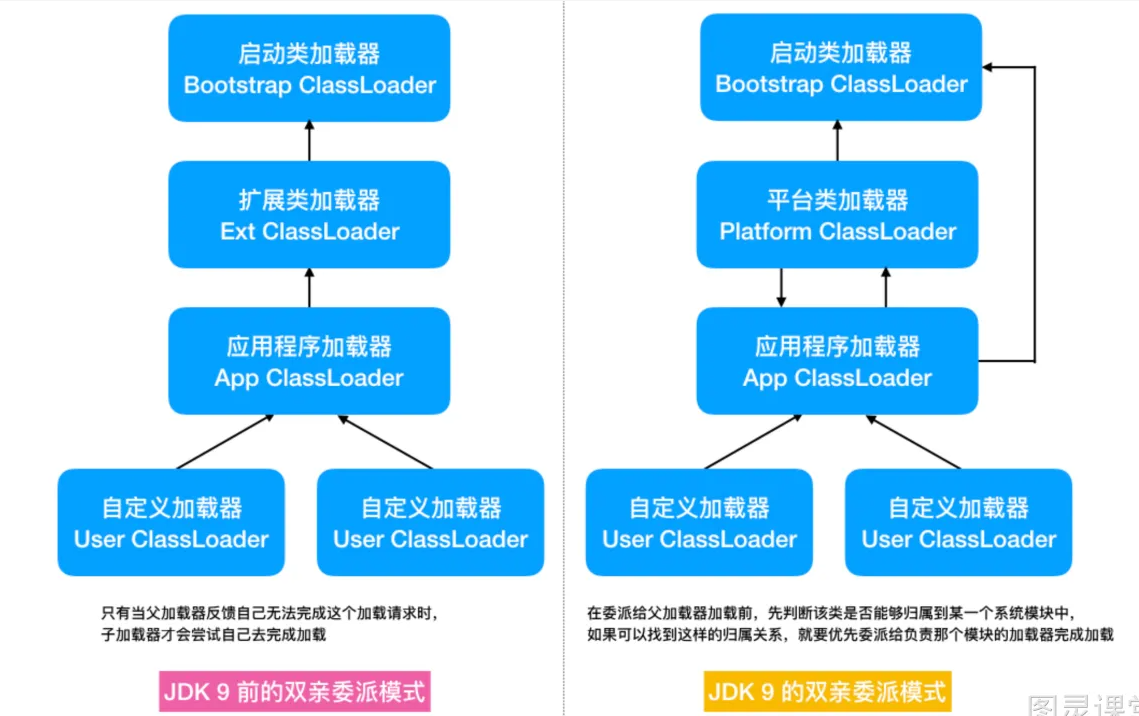 启动类加载器
Bootstrap ClassLoader
扩展类加载器
Ext ClassLoader
应用程序加载器
App ClassLoader
自定义加载器
User ClassLoader
自定义加载器
User ClassLoader
只有当父加载器反馈自己无法完成这个加载请求时，
子加载器才会尝试自己去完成加载
JDK 9 前的双亲委派模式
启动类加载器
Bootstrap ClassLoader
平台类加载器
Platform ClassLoader
应用程序加载器
App ClassLoader
自定义加载器
User ClassLoader
自定义加载器
User ClassLoader
在委派给父加载器加载前，先判断该类是否能够归属到某一个系统模块中，
如果可以找到这样的归属关系，就要优先委派给负责那个模块的加载器完成加载
JDK 9 的双亲委派模式
图灵课堂